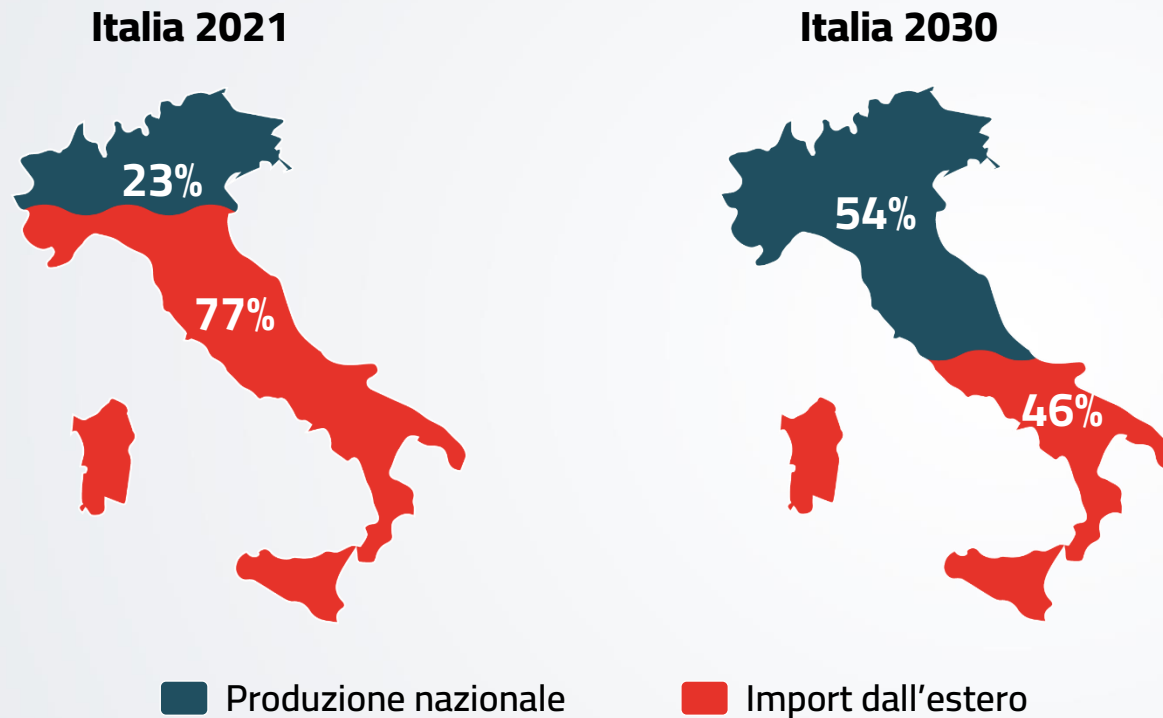 Italia 2021
Italia 2030
23%
77%
54%
46%
Produzione nazionale
Import dall’estero